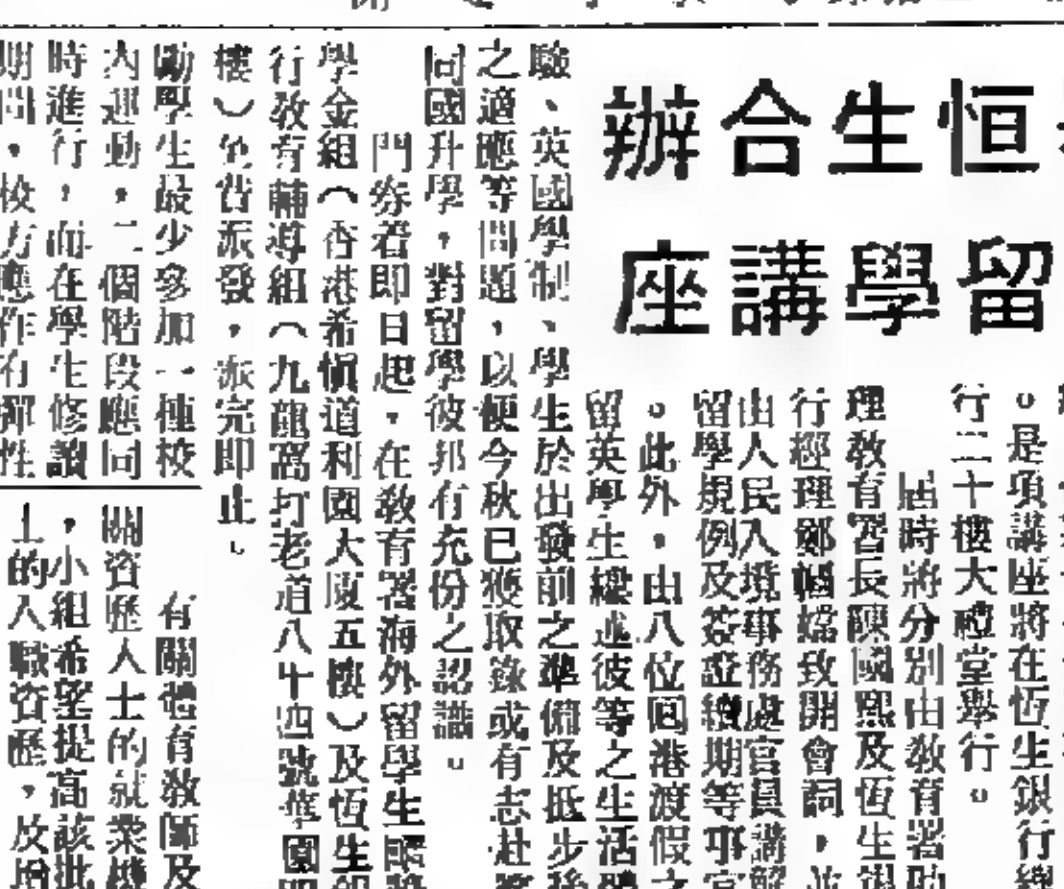 恒生合辦
留學講座
。是項講座將在恆生銀行總
行二十樓大禮堂舉行。
屆時將分別由教育署助
理教育習長陳國熙及恆生銀
行經理鄭幗嫦致開會詞，並
由人民入境事務處官員講解
留學規例及簽證續期等事宜
。此外，由八位囘港渡假之
留英學生縷述彼等之生活體
驗、英國學制、學生於出發前之準備及抵步後
之適應等問題，以便今秋已獲取錄或有志赴
同國升學，對留學彼邦有充份之認識。
門券者即日起，在教育署海外留學生
學金組（香港希愼道利園大廈五樓）及恆生銀
行教育輔導組（九龍窩打老道八十四號華園
樓）免費派發，派完即止。
勵學生最少參加一種校
內運動，二個階段應同
時進行，而在學生修讀
期間，校方應作有彈性
有關體育教師及
關資歷人士的就業機
，小組希望提高該批
士的入職資歷，放增